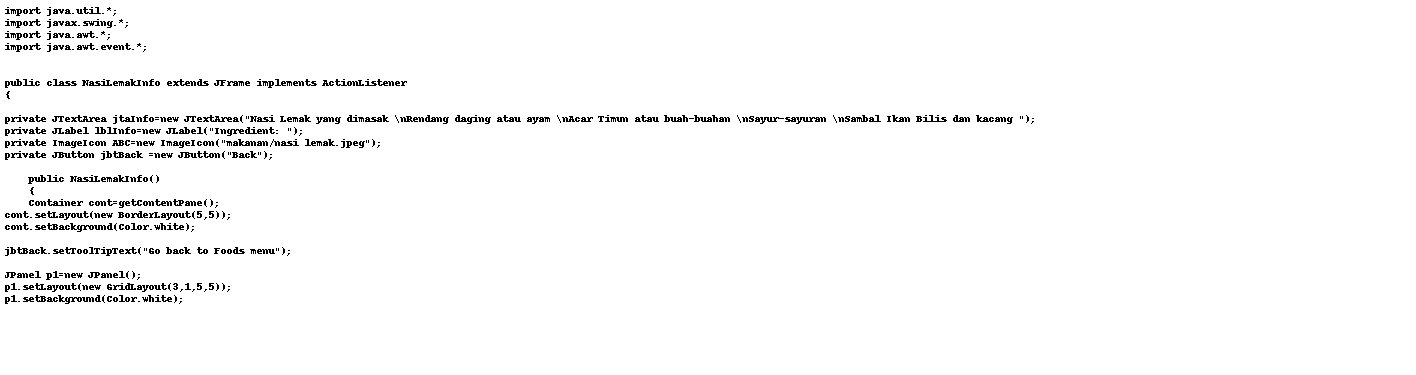 import java.util.*;
import javax.swing.*;
import java.awt.*;
import java.awt.event.*;
public class NasiLemakInfo extends JFrame implements ActionListener
{
private JTextArea jtaInfo=new JTextArea("Nasi Lemak yang dimasak \nRendang daging atau ayam \nAcar Timun atau buah-buahan \nSayur-sayuran \nSambal Ikan Bilis dan kacang ");
private JLabel lblInfo=new JLabel("Ingredient: ");
private ImageIcon ABC=new ImageIcon("makanan/nasi lemak.jpeg");
private JButton jbtBack =new JButton("Back");
public NasiLemakInfo()
{
Container cont=getContentPane();
cont.setLayout(new BorderLayout(5,5));
cont.setBackground(Color.white);
jbtBack.setToolTipText("Go back to Foods menu");
JPanel p1=new JPanel();
p1.setLayout(new GridLayout(3,1,5,5));
p1.setBackground(Color.white);